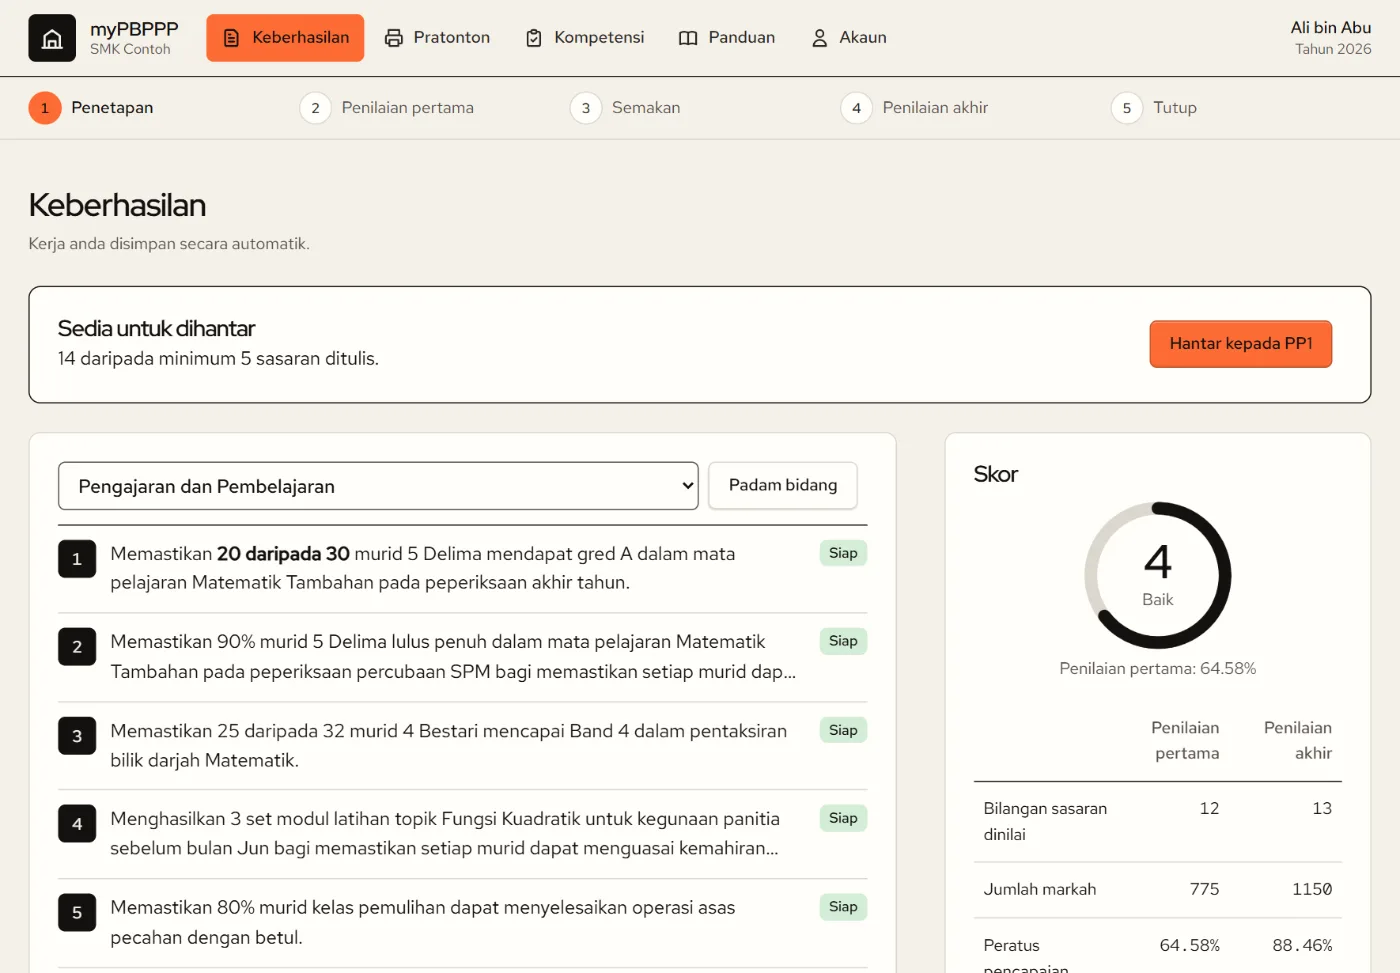 myPBPPP
SMK Contoh
Keberhasilan
Pratonton
Kompetensi
Panduan
Akaun
Ali bin Abu
Tahun 2026
1 Penetapan
2 Penilaian pertama
3 Semakan
4 Penilaian akhir
5 Tutup
Keberhasilan
Kerja anda disimpan secara automatik.
Sedia untuk dihantar
14 daripada minimum 5 sasaran ditulis.
Hantar kepada PP1
Pengajaran dan Pembelajaran
Padam bidang
1 Memastikan 20 daripada 30 murid 5 Delima mendapat gred A dalam mata
pelajaran Matematik Tambahan pada peperiksaan akhir tahun.
Siap
2 Memastikan 90% murid 5 Delima lulus penuh dalam mata pelajaran Matematik
Tambahan pada peperiksaan percubaan SPM bagi memastikan setiap murid dap...
Siap
3 Memastikan 25 daripada 32 murid 4 Bestari mencapai Band 4 dalam pentaksiran
bilik darjah Matematik.
Siap
4 Menghasilkan 3 set modul latihan topik Fungsi Kuadratik untuk kegunaan panitia
sebelum bulan Jun bagi memastikan setiap murid dapat menguasai kemahiran...
Siap
5 Memastikan 80% murid kelas pemulihan dapat menyelesaikan operasi asas
pecahan dengan betul.
Siap
Skor
4
Baik
Penilaian pertama: 64.58%
Penilaian pertama
Penilaian akhir
Bilangan sasaran dinilai 12 13
Jumlah markah 775 1150
Peratus pencapaian 64.58% 88.46%